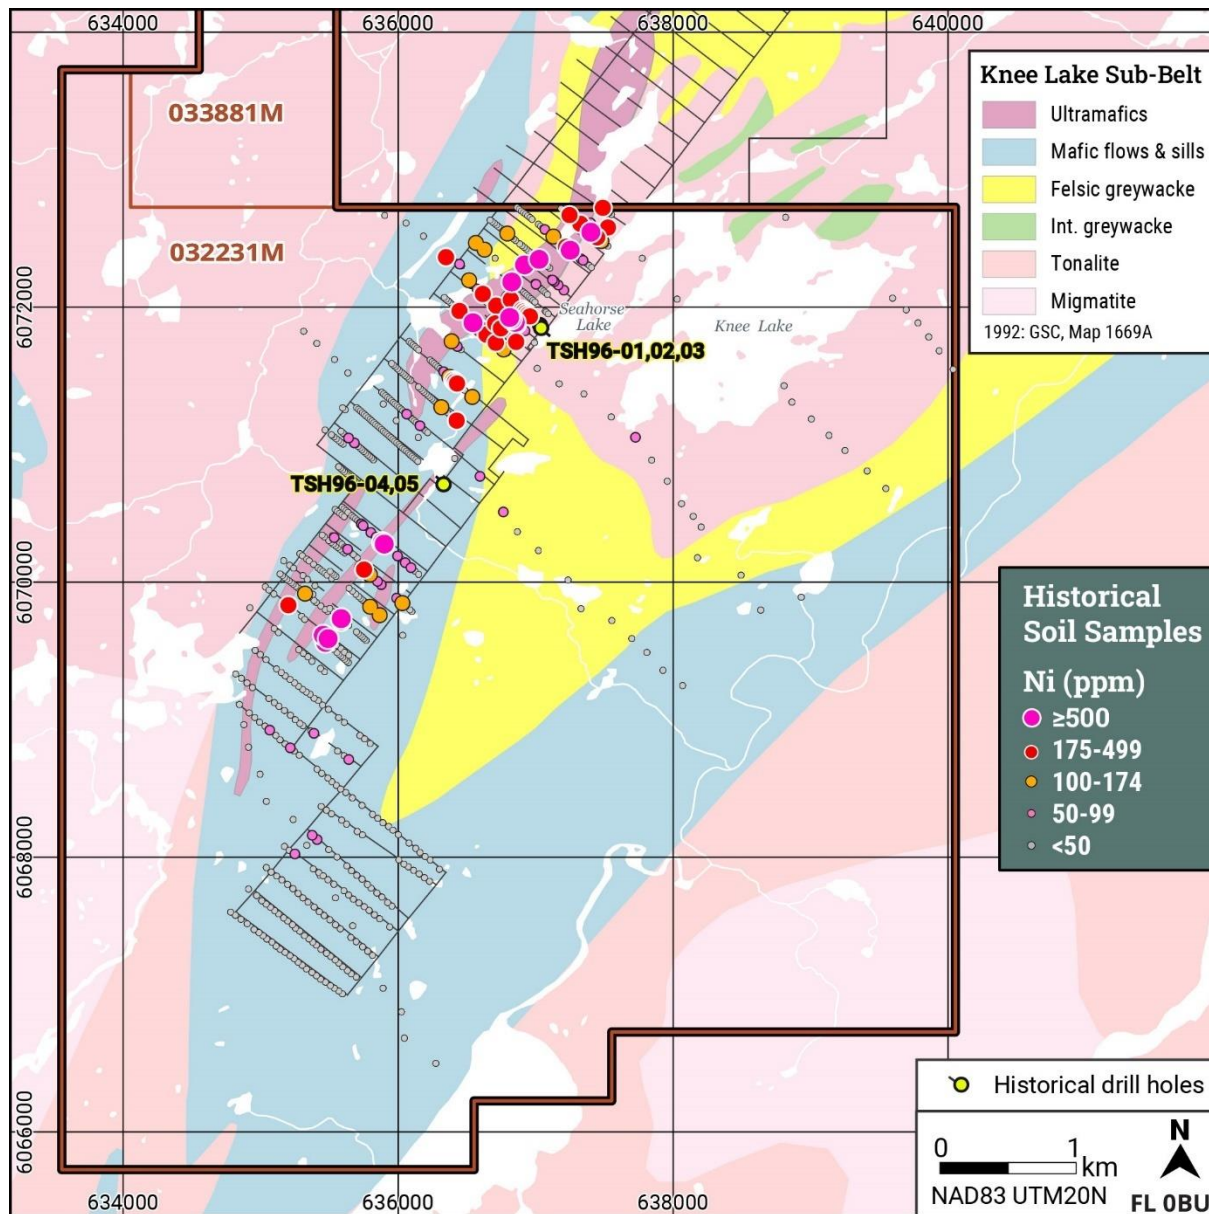 634000
636000
638000
640000
Knee Lake Sub-Belt
Ultramafics
Mafic flows & sills
Felsic greywacke
Int. greywacke
Tonalite
Migmatite
1992: GSC, Map 1669A
033881M
032231M
6072000
Seahorse
Lake
Knee Lake
TSH96-01,02,03
TSH96-04,05
6070000
Historical
Soil Samples
Ni (ppm)
≥500
175-499
100-174
50-99
<50
6068000
6066000
Historical drill holes
0 1
km
N
NAD83 UTM20N
FL 0BU
634000
636000
638000